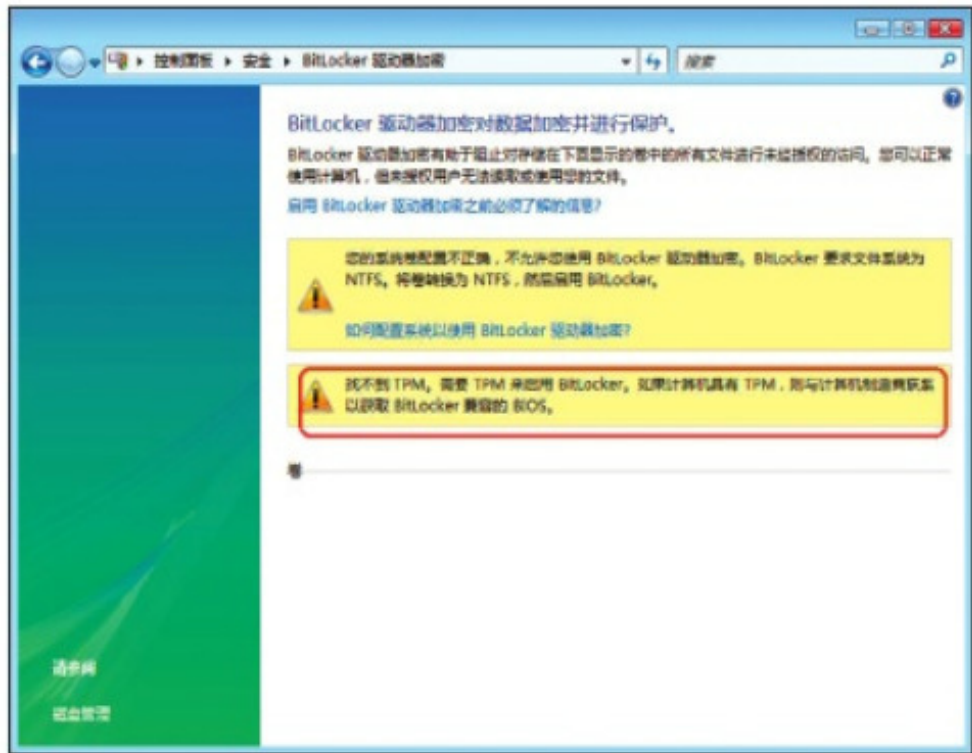 控制面板 ▸ 安全 ▸ BitLocker 驱动器加密
搜索
BitLocker 驱动器加密对数据加密并进行保护。
BitLocker 驱动器加密有助于阻止对存储在下面显示的卷中的所有文件进行未经授权的访问。您可以正常
使用计算机，但未授权用户无法读取或使用您的文件。
启用 BitLocker 驱动器加密之前必须了解的信息?
您的系统卷配置不正确，不允许您使用 BitLocker 驱动器加密。BitLocker 要求文件系统为
NTFS。将卷转换为 NTFS，然后启用 BitLocker。
如何配置系统以使用 BitLocker 驱动器加密?
找不到 TPM。需要 TPM 来启用 BitLocker。如果计算机具有 TPM，则与计算机制造商联系
以获取 BitLocker 兼容的 BIOS。
卷
请参阅
磁盘管理